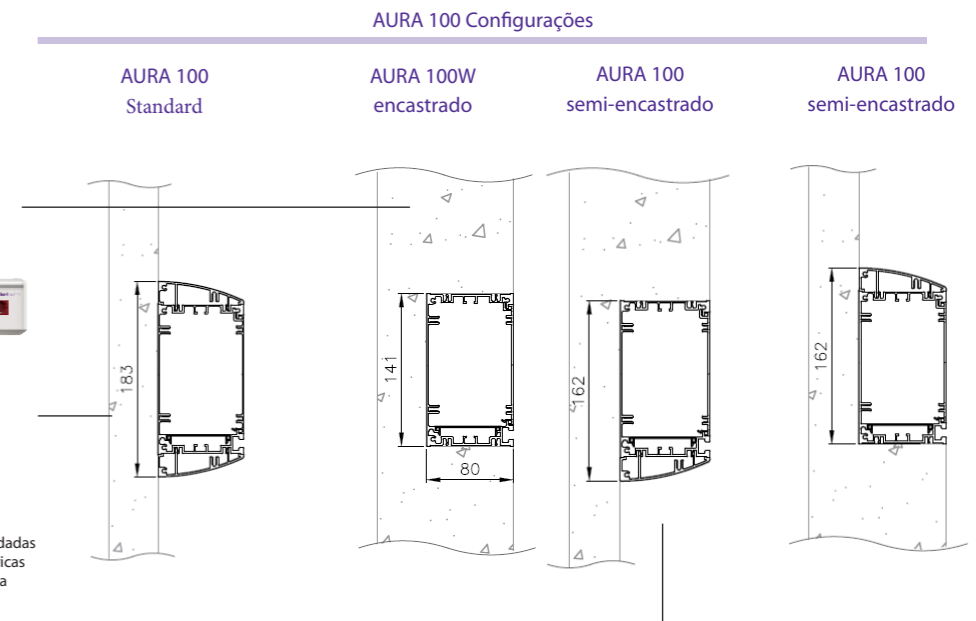 AURA 100 Configurações
AURA 100
Standard
AURA 100W
encastrado
AURA 100
semi-encastrado
AURA 100
semi-encastrado
183
141
80
162
162
dadas
icas
a